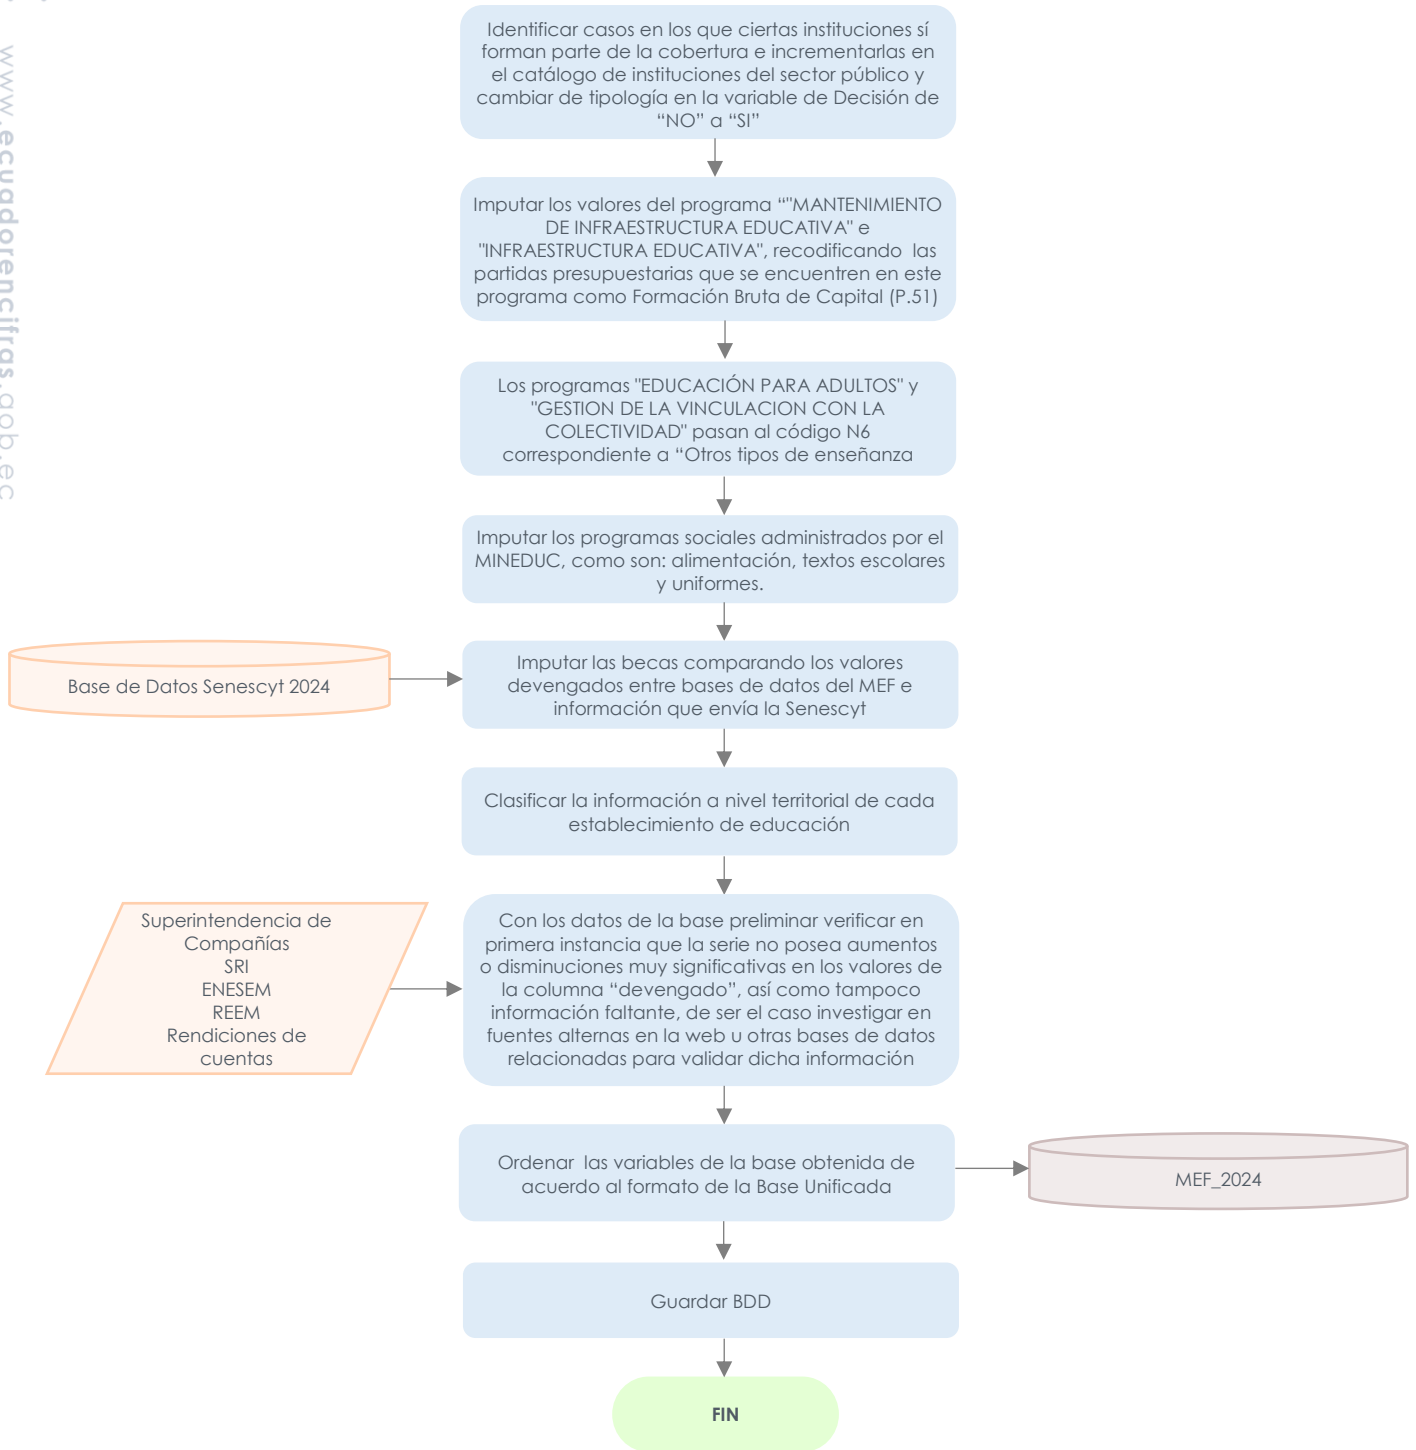 www.ecuadorencifras.gob.ec
Identificar casos en los que ciertas instituciones sí
forman parte de la cobertura e incrementarlas en
el catálogo de instituciones del sector público y
cambiar de tipología en la variable de Decisión de
“NO” a “SI”
Imputar los valores del programa “"MANTENIMIENTO
DE INFRAESTRUCTURA EDUCATIVA" e
"INFRAESTRUCTURA EDUCATIVA", recodificando las
partidas presupuestarias que se encuentren en este
programa como Formación Bruta de Capital (P.51)
Los programas "EDUCACIÓN PARA ADULTOS" y
"GESTION DE LA VINCULACION CON LA
COLECTIVIDAD" pasan al código N6
correspondiente a “Otros tipos de enseñanza
Imputar los programas sociales administrados por el
MINEDUC, como son: alimentación, textos escolares
y uniformes.
Base de Datos Senescyt 2024
Imputar las becas comparando los valores
devengados entre bases de datos del MEF e
información que envía la Senescyt
Clasificar la información a nivel territorial de cada
establecimiento de educación
Superintendencia de
Compañías
SRI
ENESEM
REEM
Rendiciones de
cuentas
Con los datos de la base preliminar verificar en
primera instancia que la serie no posea aumentos
o disminuciones muy significativas en los valores de
la columna “devengado”, así como tampoco
información faltante, de ser el caso investigar en
fuentes alternas en la web u otras bases de datos
relacionadas para validar dicha información
Ordenar las variables de la base obtenida de
acuerdo al formato de la Base Unificada
MEF_2024
Guardar BDD
FIN